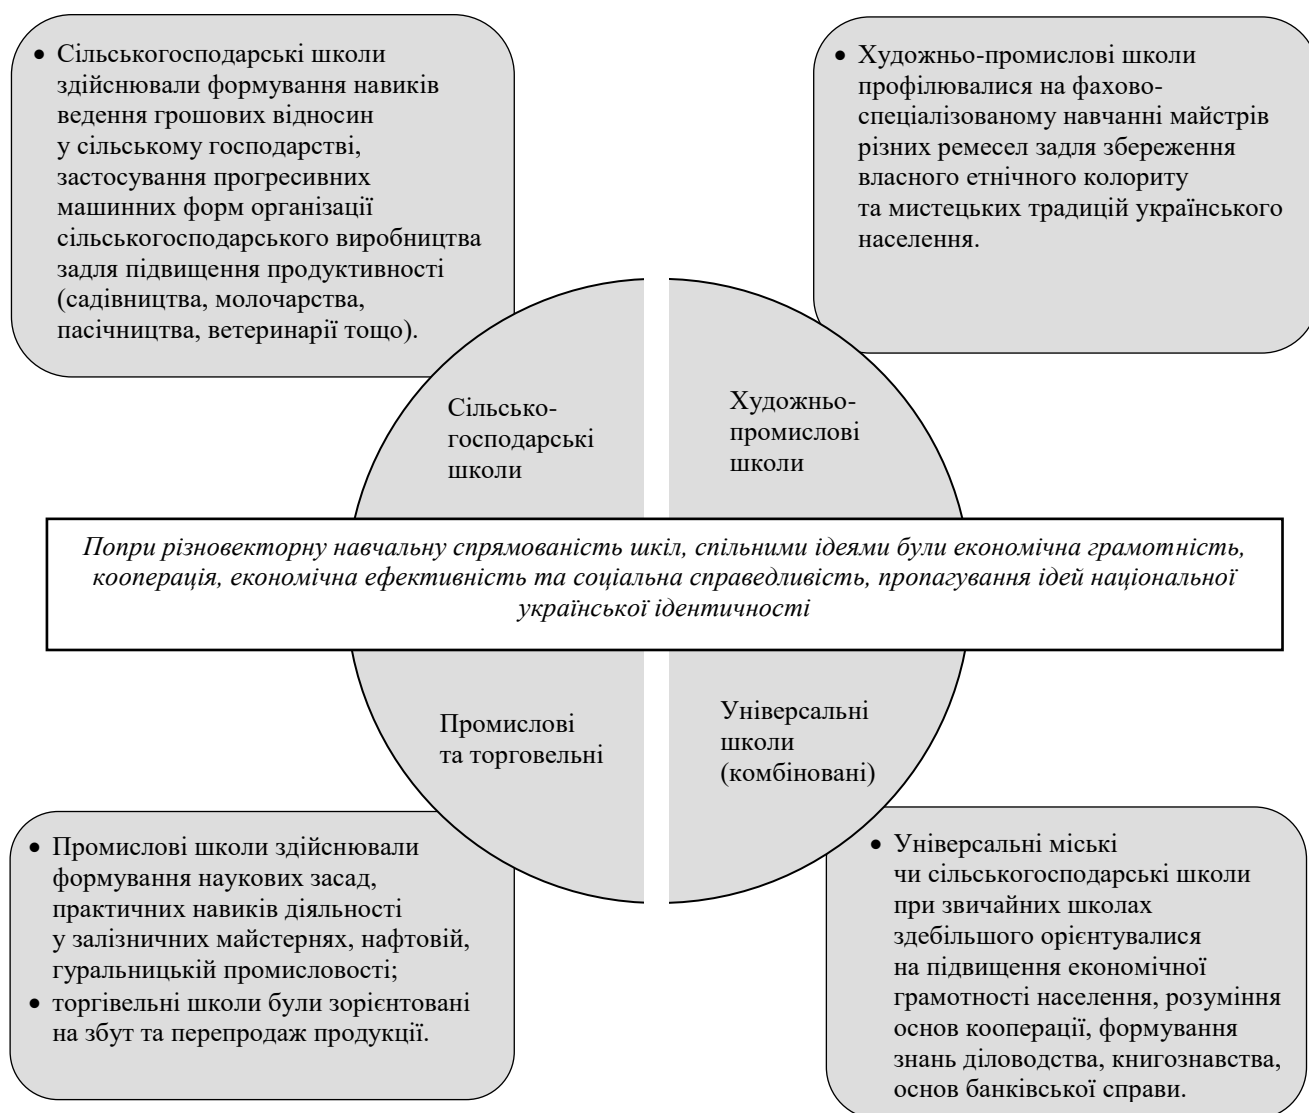 • Сільськогосподарські школи
здійснювали формування навиків
ведення грошових відносин
у сільському господарстві,
застосування прогресивних
машинних форм організації
сільськогосподарського виробництва
задля підвищення продуктивності
(садівництва, молочарства,
пасічництва, ветеринарії тощо).
• Художньо-промислові школи
профілювалися на фахово-
спеціалізованому навчанні майстрів
різних ремесел задля збереження
власного етнічного колориту
та мистецьких традицій українського
населення.
Сільсько-
господарські
школи
Художньо-
промислові
школи
Попри різновекторну навчальну спрямованість шкіл, спільними ідеями були економічна грамотність,
кооперація, економічна ефективність та соціальна справедливість, пропагування ідей національної
української ідентичності
Промислові
та торговельні
Універсальні
школи
(комбіновані)
• Промислові школи здійснювали
формування наукових засад,
практичних навиків діяльності
у залізничних майстернях, нафтовій,
гуральницькій промисловості;
• торгівельні школи були зорієнтовані
на збут та перепродаж продукції.
• Універсальні міські
чи сільськогосподарські школи
при звичайних школах
здебільшого орієнтувалися
на підвищення економічної
грамотності населення, розуміння
основ кооперації, формування
знань діловодства, книгознавства,
основ банківської справи.